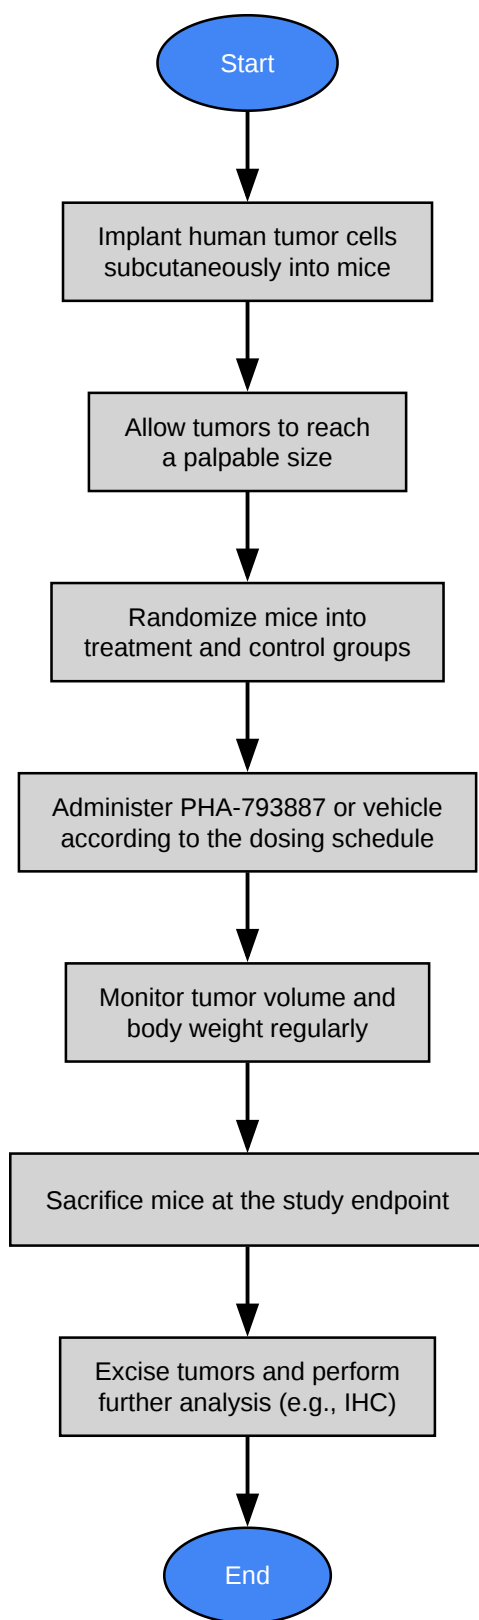 Start
Implant human tumor cells
subcutaneously into mice
Allow tumors to reach
a palpable size
Randomize mice into
treatment and control groups
Administer PHA-793887 or vehicle
according to the dosing schedule
Monitor tumor volume and
body weight regularly
Sacrifice mice at the study endpoint
Excise tumors and perform
further analysis (e.g., IHC)
End